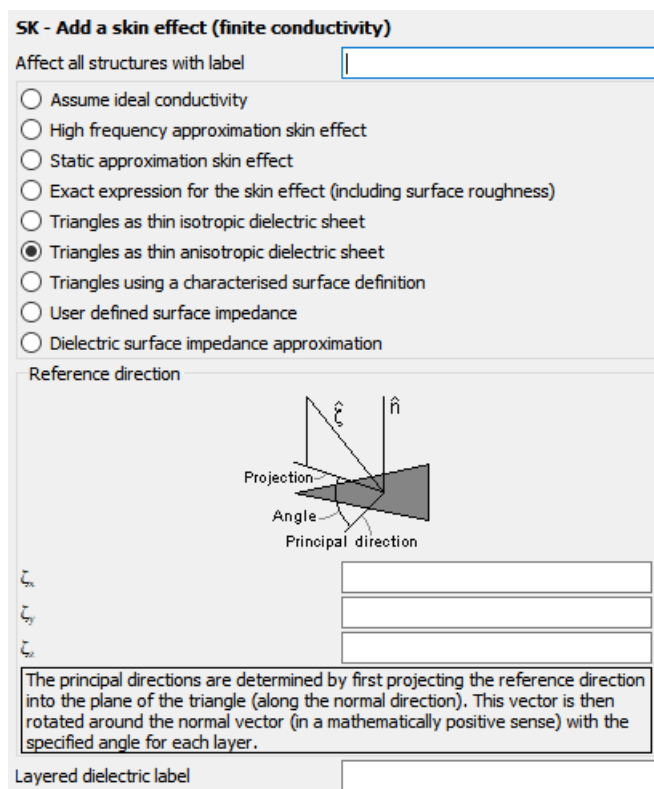 SK - Add a skin effect (finite conductivity)
Affect all structures with label
Assume ideal conductivity
High frequency approximation skin effect
Static approximation skin effect
Exact expression for the skin effect (including surface roughness)
Triangles as thin isotropic dielectric sheet
Triangles as thin anisotropic dielectric sheet
Triangles using a characterised surface definition
User defined surface impedance
Dielectric surface impedance approximation
Reference direction
ζ̂ n̂
Projection
Angle
Principal direction
ζx
ζy
ζz
The principal directions are determined by first projecting the reference direction
into the plane of the triangle (along the normal direction). This vector is then
rotated around the normal vector (in a mathematically positive sense) with the
specified angle for each layer.
Layered dielectric label